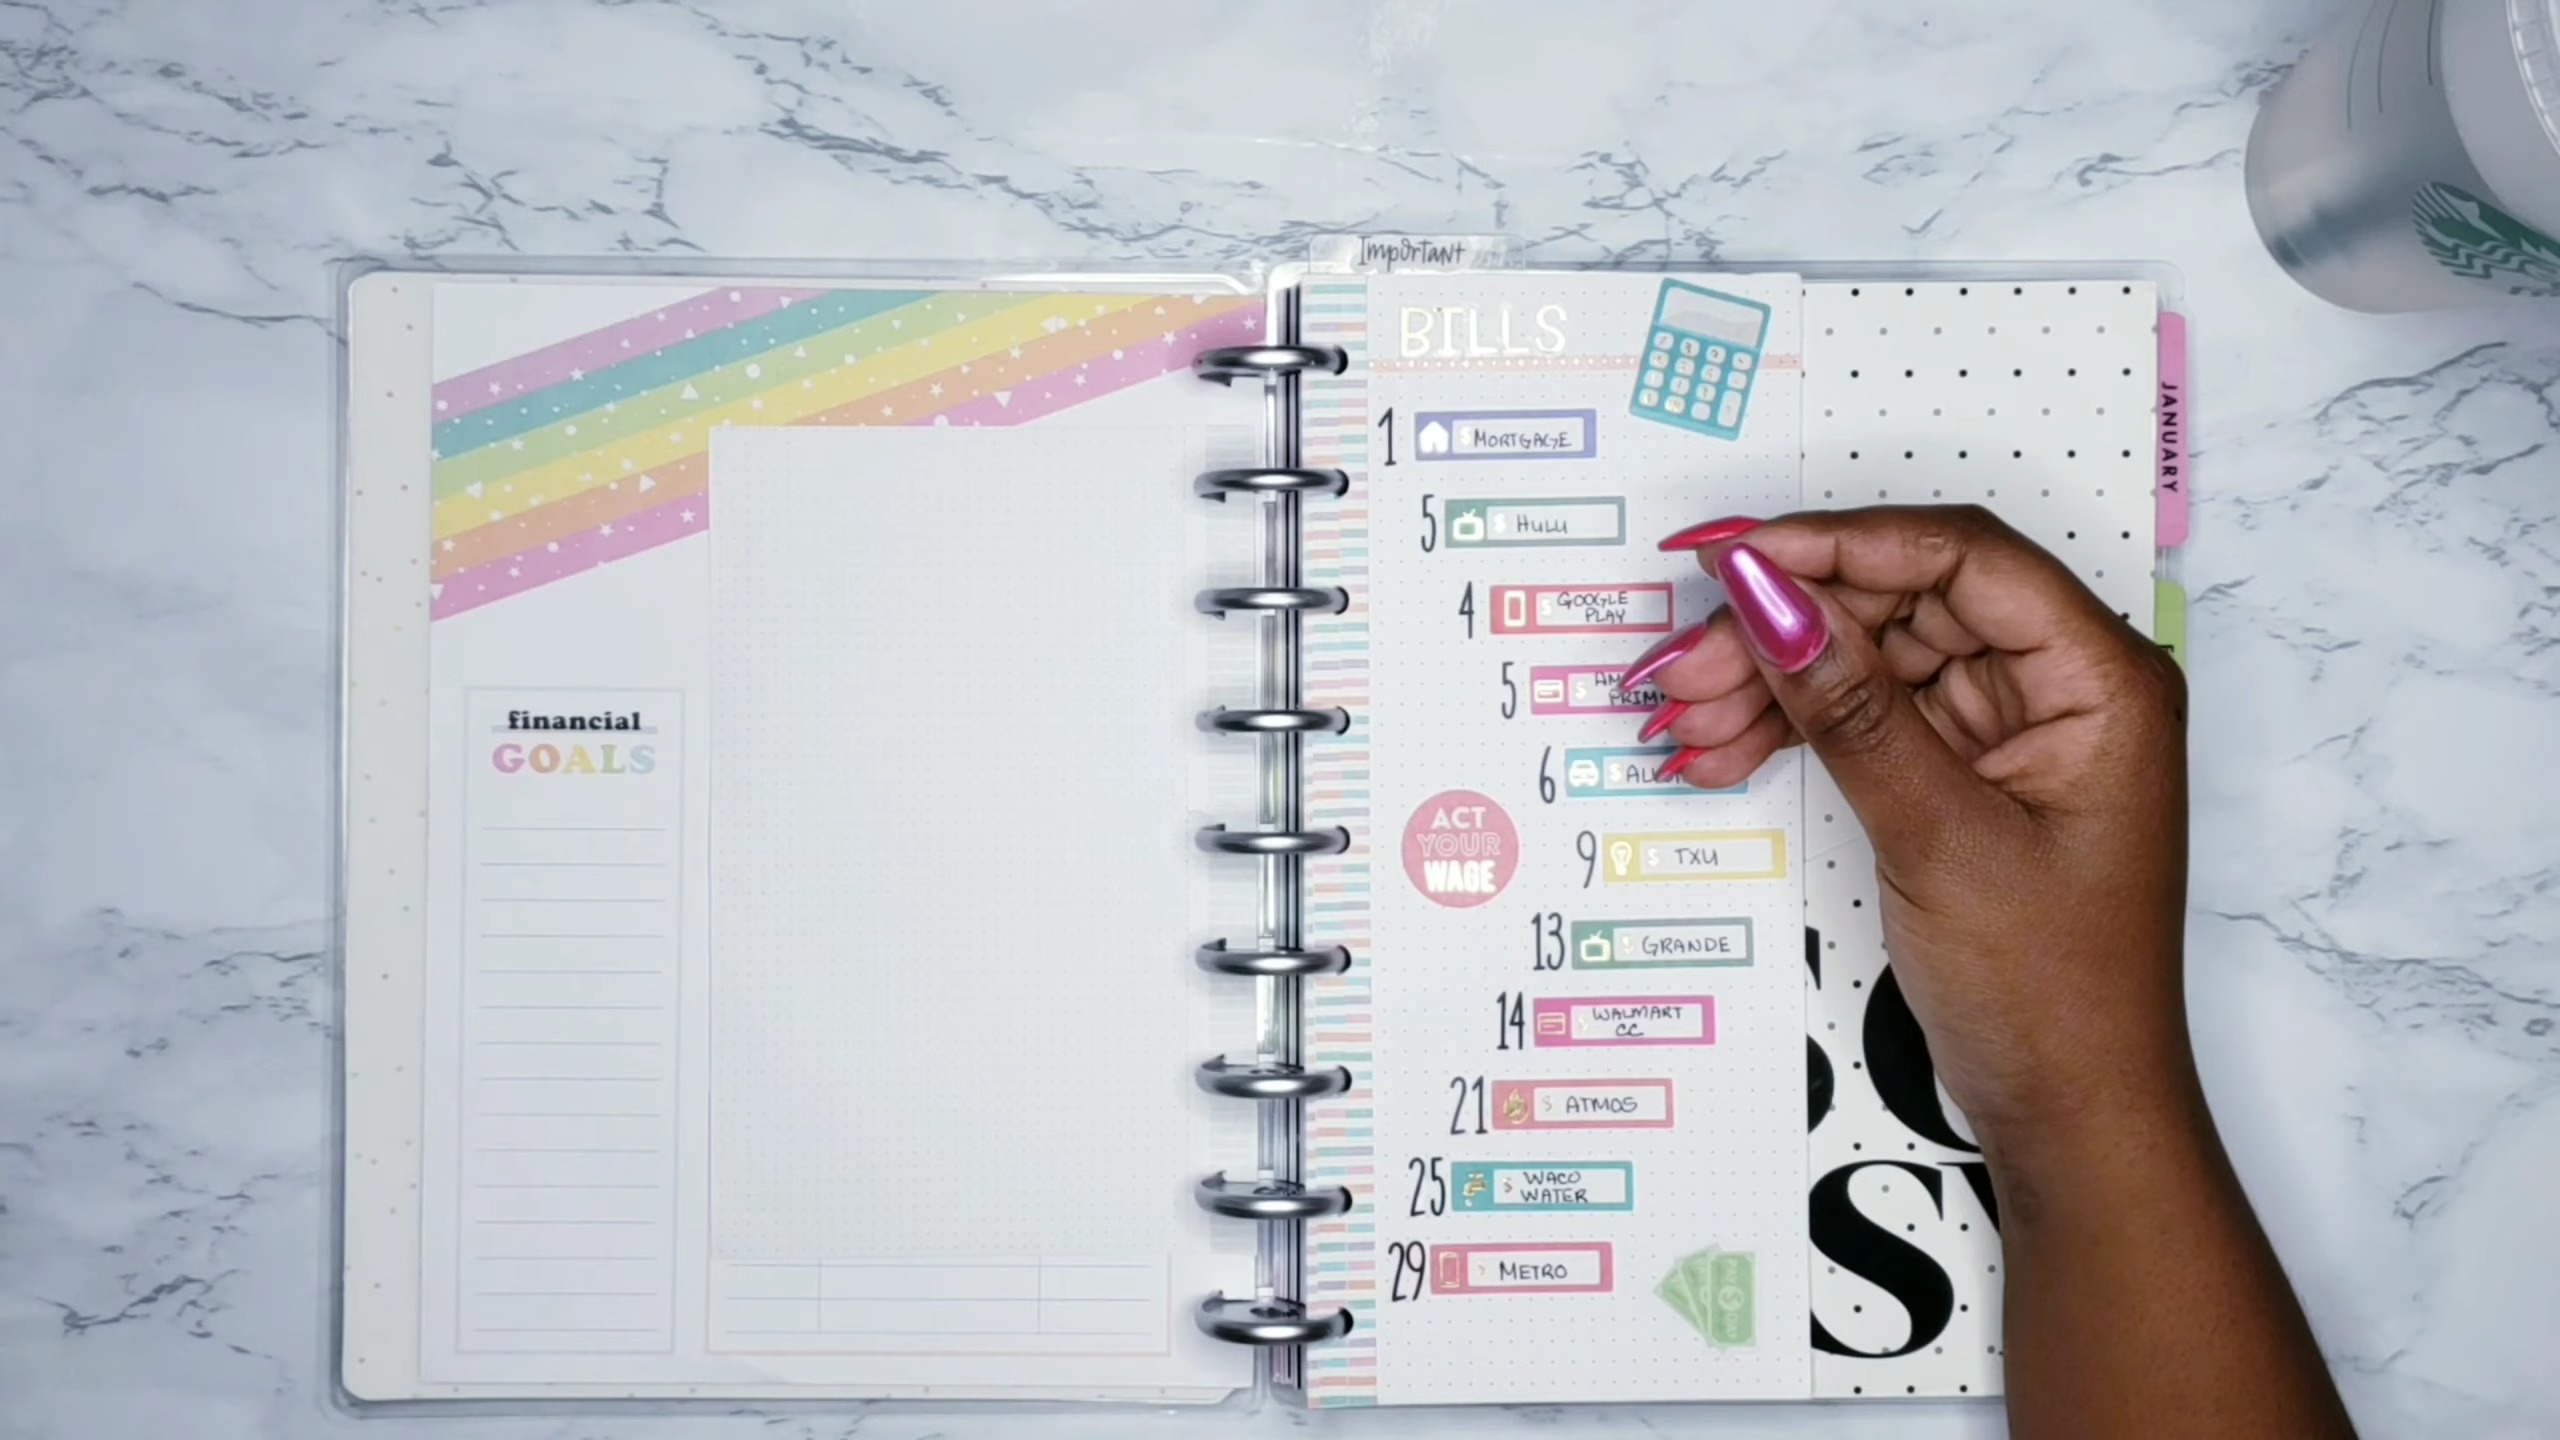 Important
BILLS
JANUARY
1 $ MORTGAGE
5 $ HULU
4 $ GOOGLE
PLAY
5 $
6 $
ACT
YOUR
WAGE
9 $ TXU
13 $ GRANDE
14 $ WALMART
CC
21 $ ATMOS
25 $ WACO
WATER
29 $ METRO
financial
GOALS